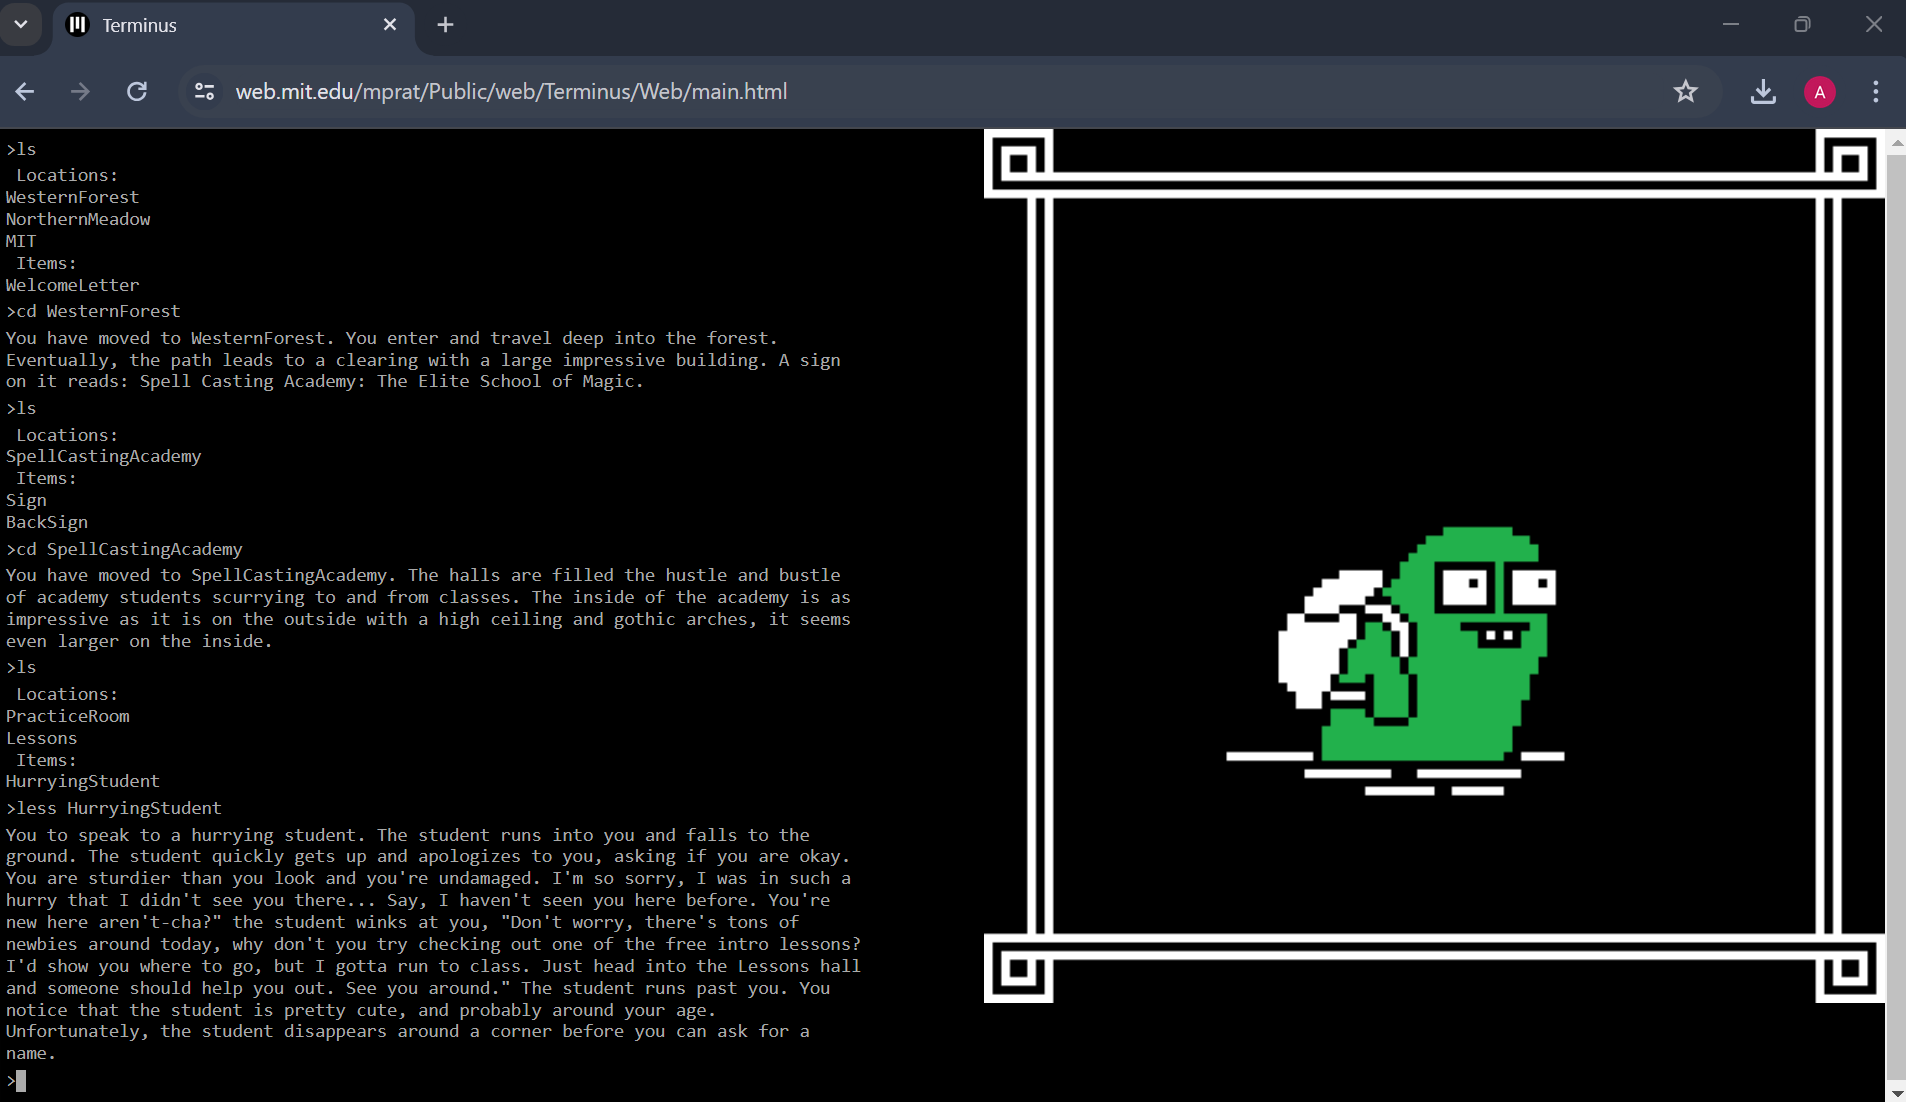 Terminus
web.mit.edu/mprat/Public/web/Terminus/Web/main.html
A
>ls
Locations:
WesternForest
NorthernMeadow
MIT
Items:
WelcomeLetter
>cd WesternForest
You have moved to WesternForest. You enter and travel deep into the forest.
Eventually, the path leads to a clearing with a large impressive building. A sign
on it reads: Spell Casting Academy: The Elite School of Magic.
>ls
Locations:
SpellCastingAcademy
Items:
Sign
BackSign
>cd SpellCastingAcademy
You have moved to SpellCastingAcademy. The halls are filled the hustle and bustle
of academy students scurrying to and from classes. The inside of the academy is as
impressive as it is on the outside with a high ceiling and gothic arches, it seems
even larger on the inside.
>ls
Locations:
PracticeRoom
Lessons
Items:
HurryingStudent
>less HurryingStudent
You to speak to a hurrying student. The student runs into you and falls to the
ground. The student quickly gets up and apologizes to you, asking if you are okay.
You are sturdier than you look and you're undamaged. I'm so sorry, I was in such a
hurry that I didn't see you there... Say, I haven't seen you here before. You're
new here aren't-cha?" the student winks at you, "Don't worry, there's tons of
newbies around today, why don't you try checking out one of the free intro lessons?
I'd show you where to go, but I gotta run to class. Just head into the Lessons hall
and someone should help you out. See you around." The student runs past you. You
notice that the student is pretty cute, and probably around your age.
Unfortunately, the student disappears around a corner before you can ask for a
name.
>